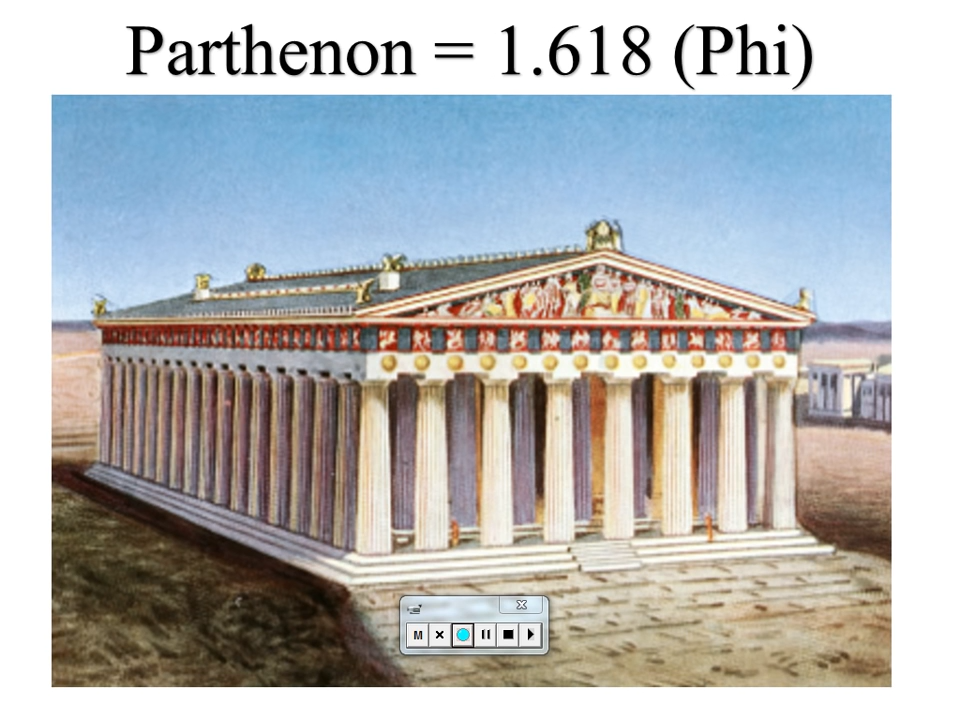 Parthenon = 1.618 (Phi)
M